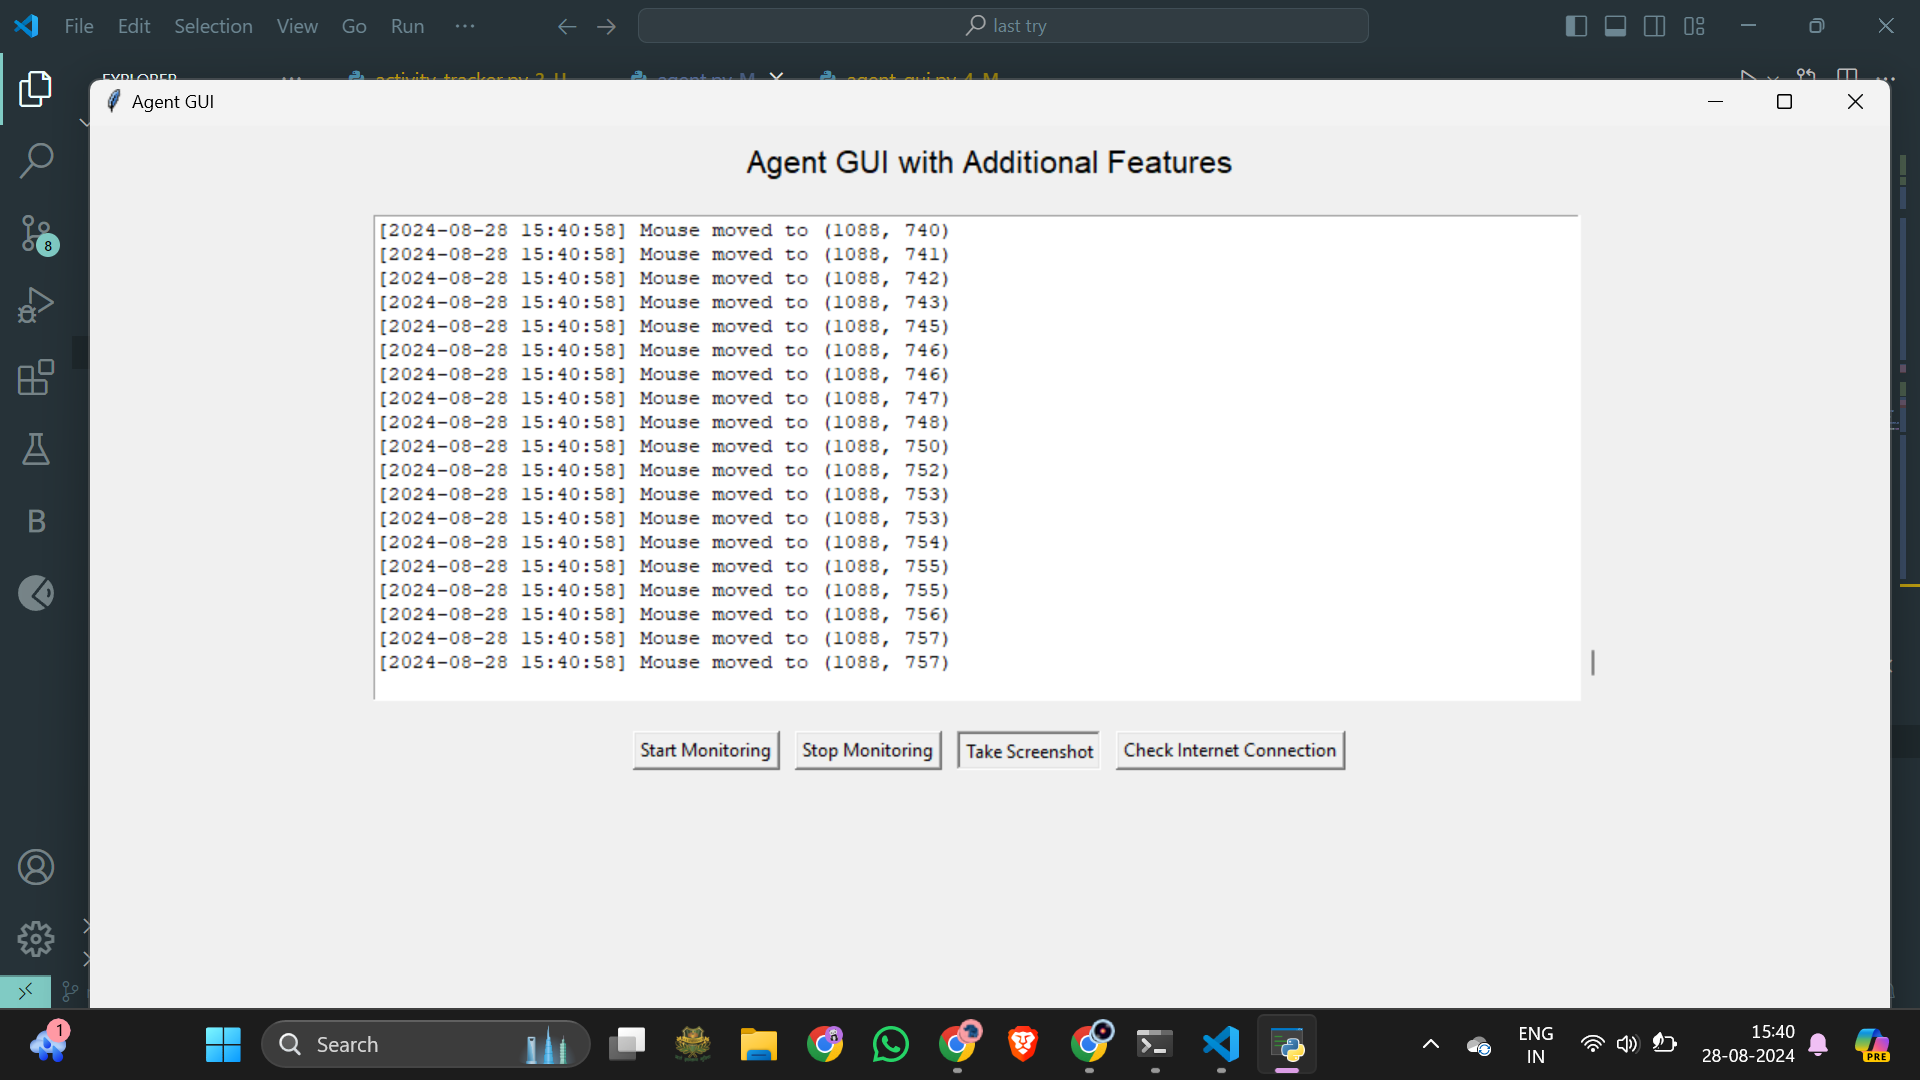 File Edit Selection View Go Run ···
last try
EXPLORER
activity_tracker.py 2, U
agent.py M
agent_gui.py 4, M
Agent GUI
Agent GUI with Additional Features
[2024-08-28 15:40:58] Mouse moved to (1088, 740)
[2024-08-28 15:40:58] Mouse moved to (1088, 741)
[2024-08-28 15:40:58] Mouse moved to (1088, 742)
[2024-08-28 15:40:58] Mouse moved to (1088, 743)
[2024-08-28 15:40:58] Mouse moved to (1088, 745)
[2024-08-28 15:40:58] Mouse moved to (1088, 746)
[2024-08-28 15:40:58] Mouse moved to (1088, 746)
[2024-08-28 15:40:58] Mouse moved to (1088, 747)
[2024-08-28 15:40:58] Mouse moved to (1088, 748)
[2024-08-28 15:40:58] Mouse moved to (1088, 750)
[2024-08-28 15:40:58] Mouse moved to (1088, 752)
[2024-08-28 15:40:58] Mouse moved to (1088, 753)
[2024-08-28 15:40:58] Mouse moved to (1088, 753)
[2024-08-28 15:40:58] Mouse moved to (1088, 754)
[2024-08-28 15:40:58] Mouse moved to (1088, 755)
[2024-08-28 15:40:58] Mouse moved to (1088, 755)
[2024-08-28 15:40:58] Mouse moved to (1088, 756)
[2024-08-28 15:40:58] Mouse moved to (1088, 757)
[2024-08-28 15:40:58] Mouse moved to (1088, 757)
Start Monitoring
Stop Monitoring
Take Screenshot
Check Internet Connection
8
B
1
Search
ENG
IN
15:40
28-08-2024
PRE